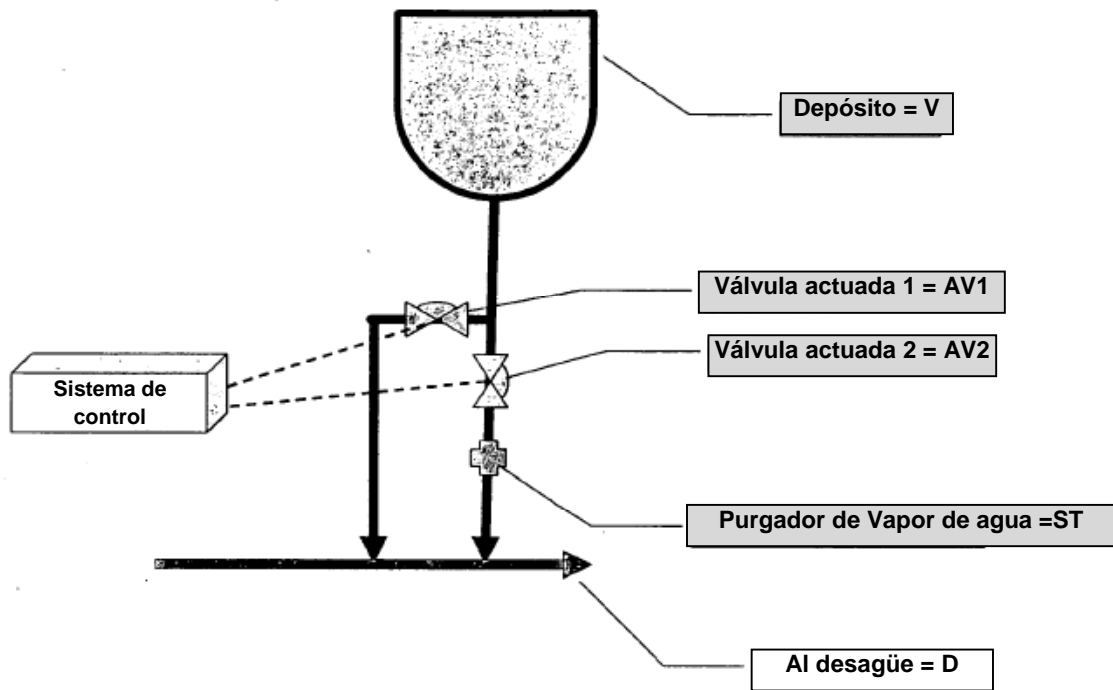 Depósito = V
Válvula actuada 1 = AV1
Válvula actuada 2 = AV2
Sistema de
control
Purgador de Vapor de agua =ST
Al desagüe = D